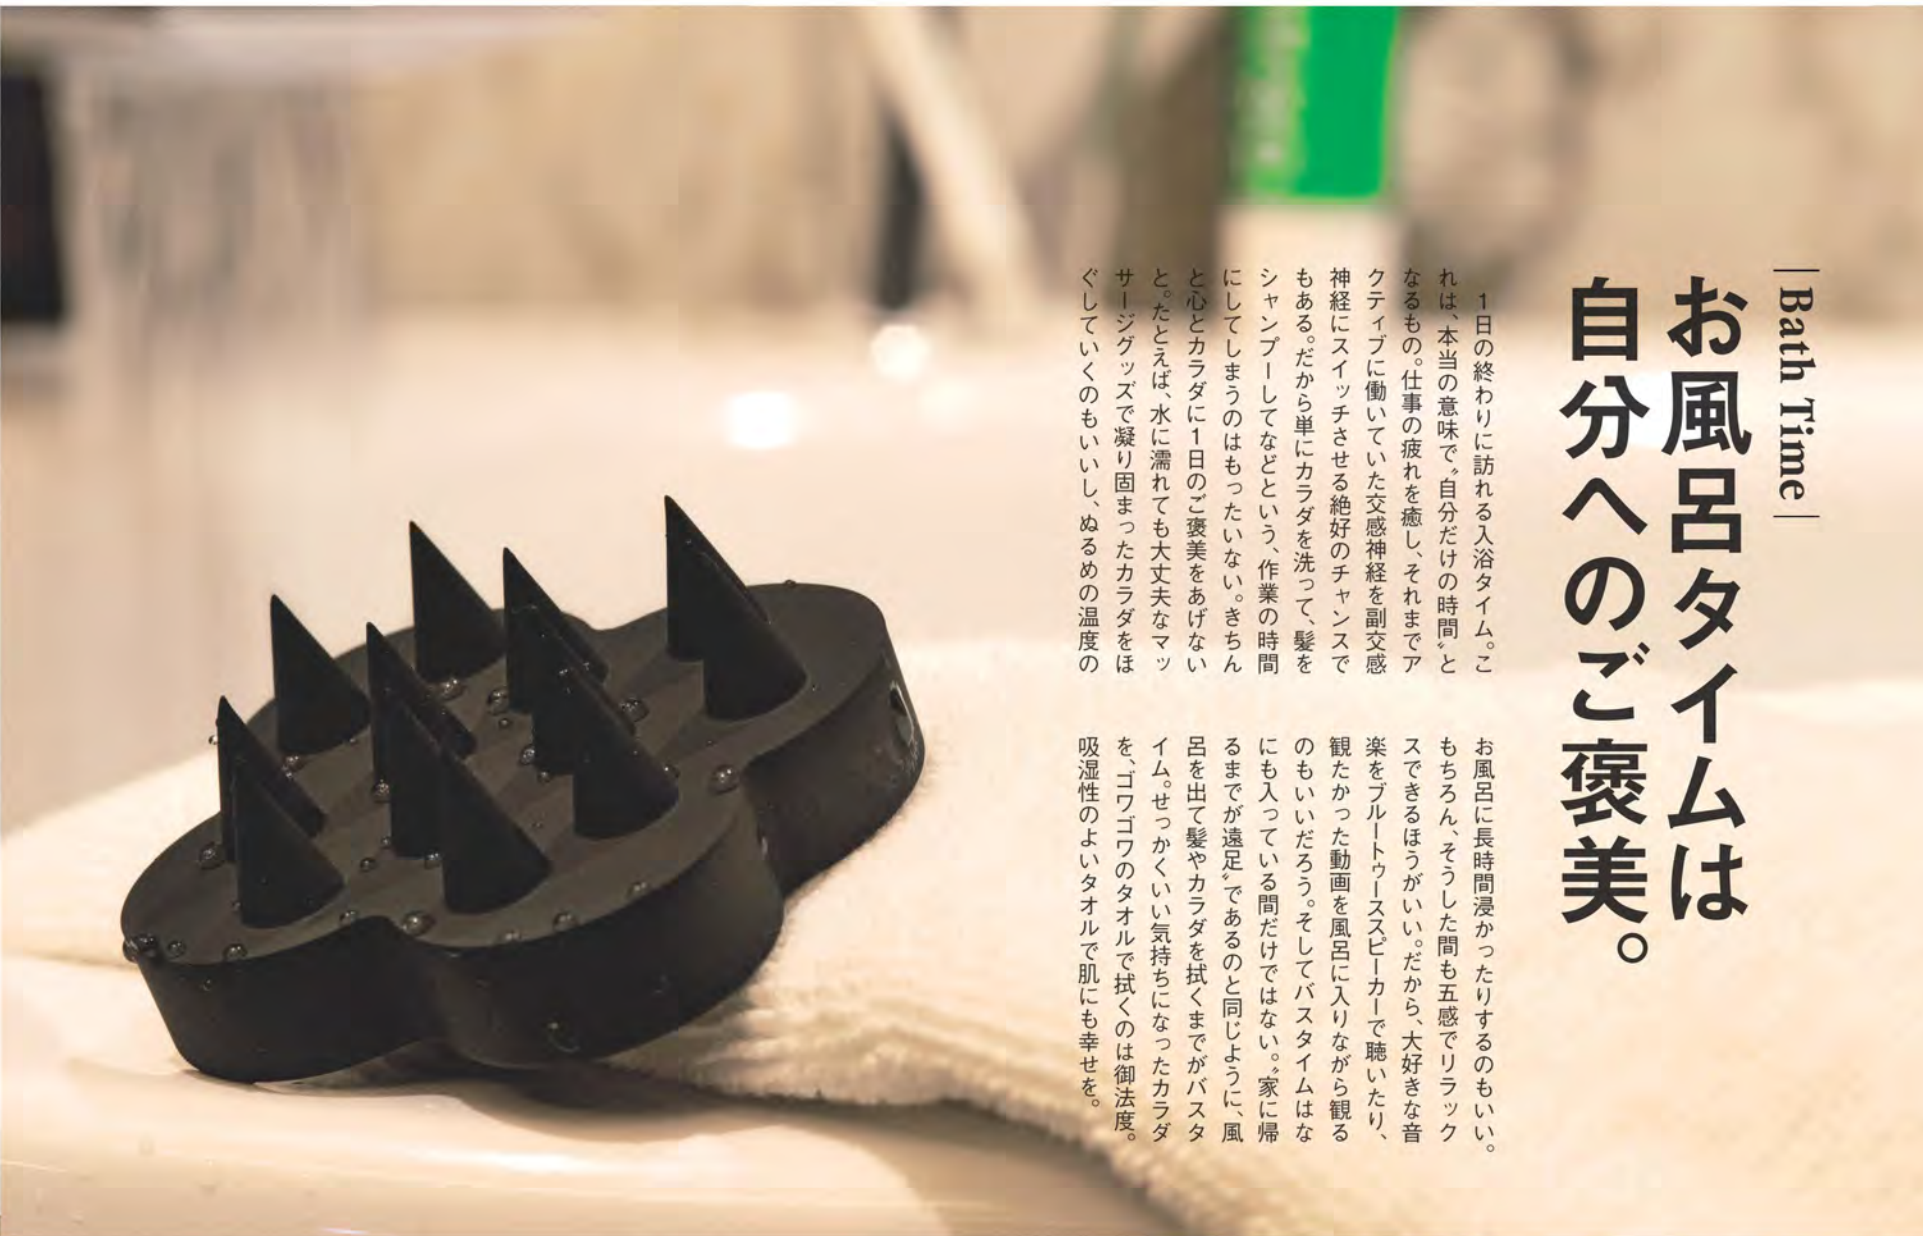 Bath Time
お風呂タイムは
自分へのご褒美。
1日の終わりに訪れる入浴タイム。こ
れは、本当の意味で〝自分だけの時間〟と
なるもの。仕事の疲れを癒し、それまでア
クティブに働いていた交感神経を副交感
神経にスイッチさせる絶好のチャンスで
もある。だから単にカラダを洗って、髪を
シャンプーしてなどという、作業の時間
にしてしまうのはもったいない。きちん
と心とカラダに1日のご褒美をあげない
と。たとえば、水に濡れても大丈夫なマッ
サージグッズで凝り固まったカラダをほ
ぐしていくのもいいし、ぬるめの温度の
お風呂に長時間浸かったりするのもいい。
もちろん、そうした間も五感でリラック
スできるほうがいい。だから、大好きな音
楽をブルートゥーススピーカーで聴いたり、
観たかった動画を風呂に入りながら観る
のもいいだろう。そしてバスタイムはな
にも入っている間だけではない。〝家に帰
るまでが遠足〟であるのと同じように、風
呂を出て髪やカラダを拭くまでがバスタ
イム。せっかくいい気持ちになったカラダ
を、ゴワゴワのタオルで拭くのは御法度。
吸湿性のよいタオルで肌にも幸せを。